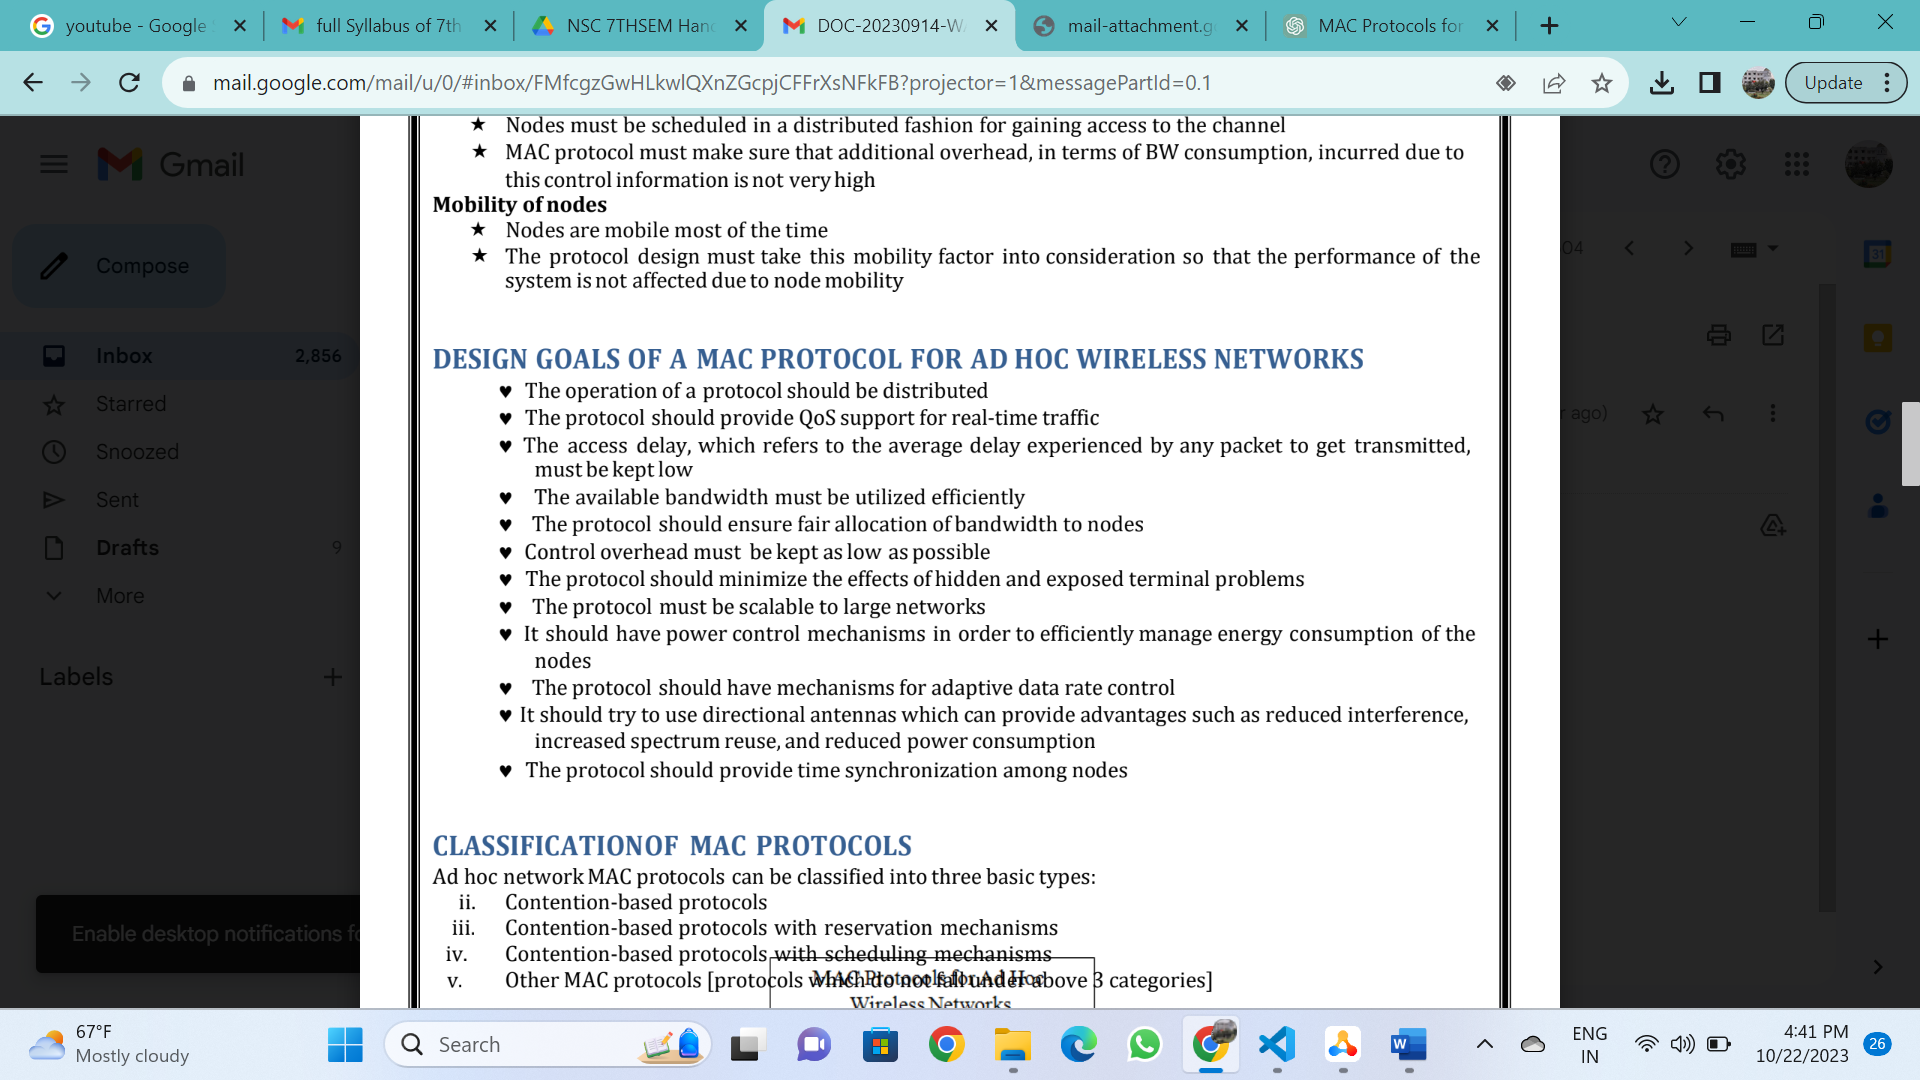 youtube - Google S
full Syllabus of 7th
NSC 7THSEM Hand
DOC-20230914-WA
mail-attachment.go
MAC Protocols for
mail.google.com/mail/u/0/#inbox/FMfcgzGwHLkwlQXnZGcpjCFFrXsNFkFB?projector=1&messagePartId=0.1
Update
Gmail
Compose
Inbox 2,856
Starred
Snoozed
Sent
Drafts 9
More
Labels
Enable desktop notifications fo
04
31
r ago)
★ Nodes must be scheduled in a distributed fashion for gaining access to the channel
★ MAC protocol must make sure that additional overhead, in terms of BW consumption, incurred due to
this control information is not very high
Mobility of nodes
★ Nodes are mobile most of the time
★ The protocol design must take this mobility factor into consideration so that the performance of the
system is not affected due to node mobility
DESIGN GOALS OF A MAC PROTOCOL FOR AD HOC WIRELESS NETWORKS
♥ The operation of a protocol should be distributed
♥ The protocol should provide QoS support for real-time traffic
♥ The access delay, which refers to the average delay experienced by any packet to get transmitted,
must be kept low
♥ The available bandwidth must be utilized efficiently
♥ The protocol should ensure fair allocation of bandwidth to nodes
♥ Control overhead must be kept as low as possible
♥ The protocol should minimize the effects of hidden and exposed terminal problems
♥ The protocol must be scalable to large networks
♥ It should have power control mechanisms in order to efficiently manage energy consumption of the
nodes
♥ The protocol should have mechanisms for adaptive data rate control
♥ It should try to use directional antennas which can provide advantages such as reduced interference,
increased spectrum reuse, and reduced power consumption
♥ The protocol should provide time synchronization among nodes
CLASSIFICATIONOF MAC PROTOCOLS
Ad hoc network MAC protocols can be classified into three basic types:
ii. Contention-based protocols
iii. Contention-based protocols with reservation mechanisms
iv. Contention-based protocols with scheduling mechanisms
v. Other MAC protocols [protocols which do not fall under above 3 categories]
MAC Protocols for Ad Hoc
Wireless Networks
67°F
Mostly cloudy
Search
ENG
IN
4:41 PM
10/22/2023
26